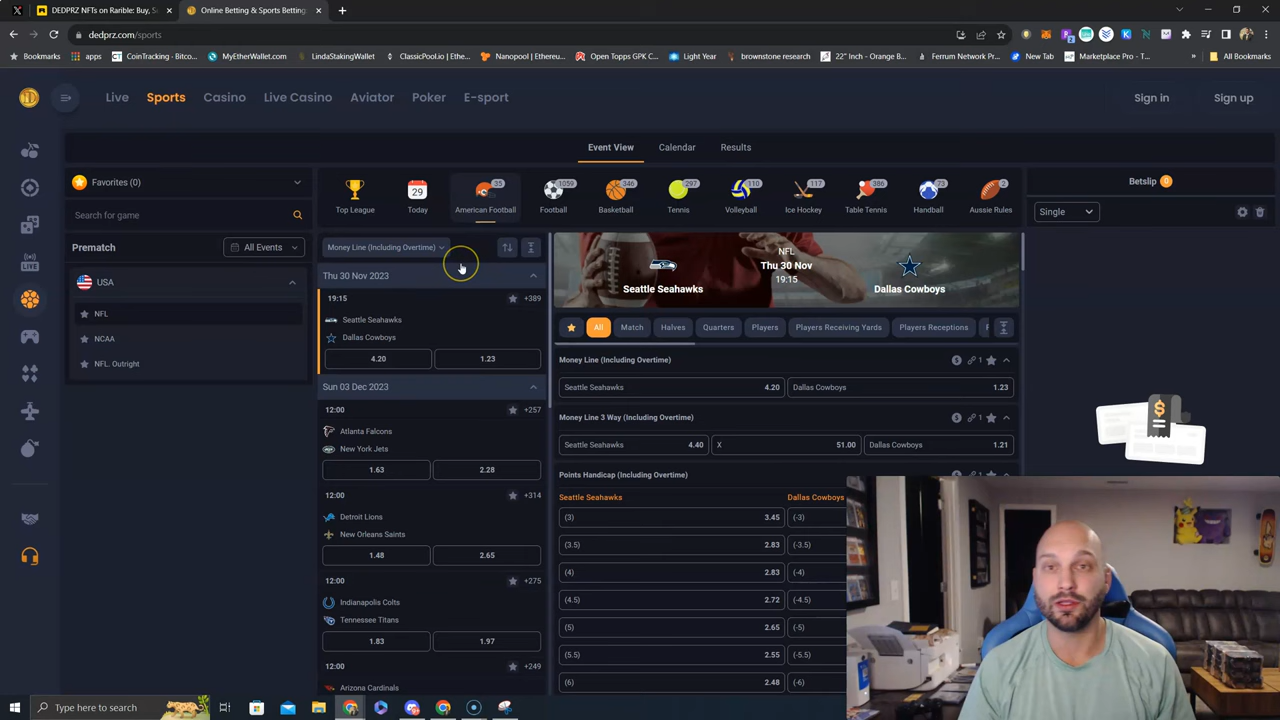 DEDPRZ NFTs on Rarible: Buy, S
Online Betting & Sports Betting
dedprz.com/sports
Bookmarks
apps
CoinTracking - Bitco...
MyEtherWallet.com
LindaStakingWallet
ClassicPool.io | Ethe...
Nanopool | Ethereu...
Open Topps GPK C...
Light Year
brownstone research
22" Inch - Orange B...
Ferrum Network Pr...
New Tab
Marketplace Pro - T...
All Bookmarks
Live
Sports
Casino
Live Casino
Aviator
Poker
E-sport
Sign in
Sign up
Event View
Calendar
Results
Favorites (0)
Search for game
Prematch
All Events
USA
NFL
NCAA
NFL. Outright
LIVE
Top League
29
Today
35
American Football
1059
Football
346
Basketball
297
Tennis
110
Volleyball
117
Ice Hockey
386
Table Tennis
73
Handball
2
Aussie Rules
Money Line (Including Overtime)
Thu 30 Nov 2023
19:15
+389
Seattle Seahawks
Dallas Cowboys
4.20
1.23
Sun 03 Dec 2023
12:00
+257
Atlanta Falcons
New York Jets
1.63
2.28
12:00
+314
Detroit Lions
New Orleans Saints
1.48
2.65
12:00
+275
Indianapolis Colts
Tennessee Titans
1.83
1.97
12:00
+249
Arizona Cardinals
NFL
Thu 30 Nov
19:15
Seattle Seahawks
Dallas Cowboys
All
Match
Halves
Quarters
Players
Players Receiving Yards
Players Receptions
Money Line (Including Overtime)
1
Seattle Seahawks 4.20
Dallas Cowboys 1.23
Money Line 3 Way (Including Overtime)
1
Seattle Seahawks 4.40
X 51.00
Dallas Cowboys 1.21
Points Handicap (Including Overtime)
1
Seattle Seahawks
Dallas Cowboys
(3) 3.45
(-3)
(3.5) 2.83
(-3.5)
(4) 2.83
(-4)
(4.5) 2.72
(-4.5)
(5) 2.65
(-5)
(5.5) 2.55
(-5.5)
(6) 2.48
(-6)
Betslip 0
Single
Type here to search